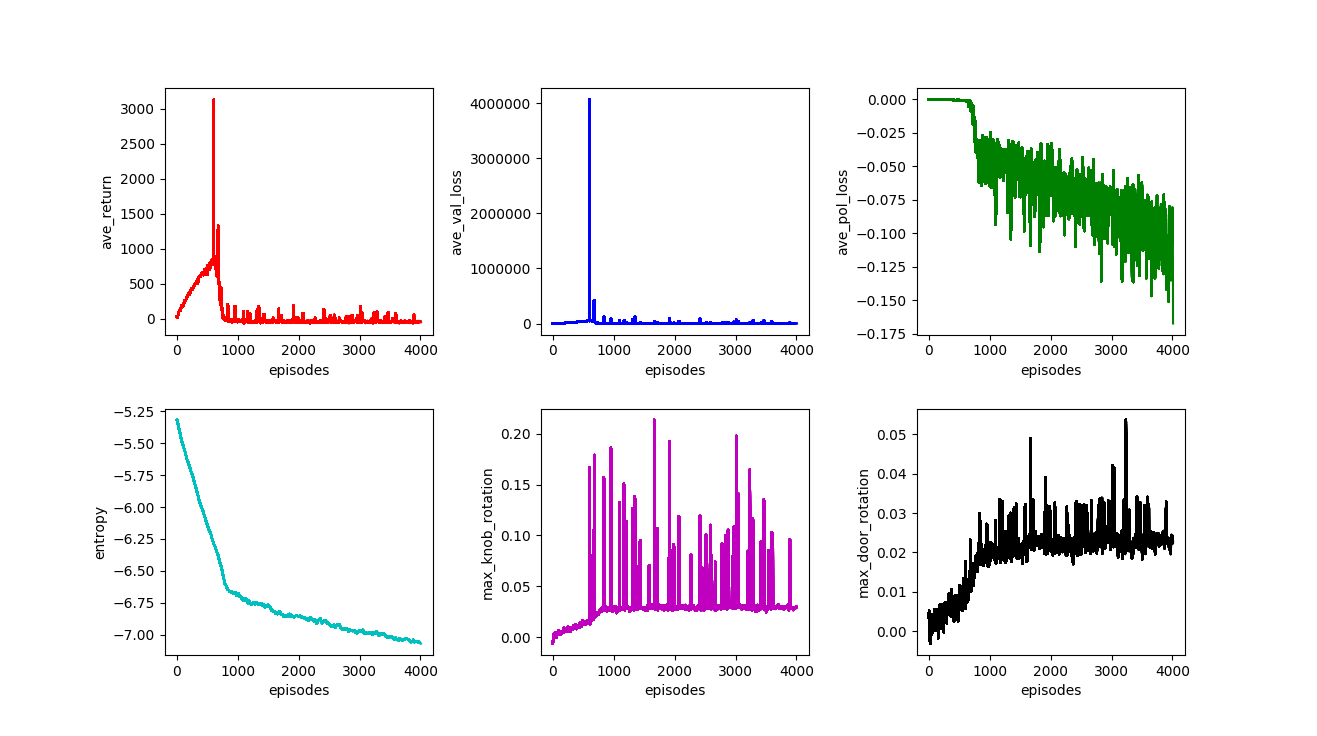 ave_return
3000
2500
2000
1500
1000
500
0
0 1000 2000 3000 4000
episodes
ave_val_loss
4000000
3000000
2000000
1000000
0
0 1000 2000 3000 4000
episodes
ave_pol_loss
0.000
−0.025
−0.050
−0.075
−0.100
−0.125
−0.150
−0.175
0 1000 2000 3000 4000
episodes
entropy
−5.25
−5.50
−5.75
−6.00
−6.25
−6.50
−6.75
−7.00
0 1000 2000 3000 4000
episodes
max_knob_rotation
0.20
0.15
0.10
0.05
0.00
0 1000 2000 3000 4000
episodes
max_door_rotation
0.05
0.04
0.03
0.02
0.01
0.00
0 1000 2000 3000 4000
episodes